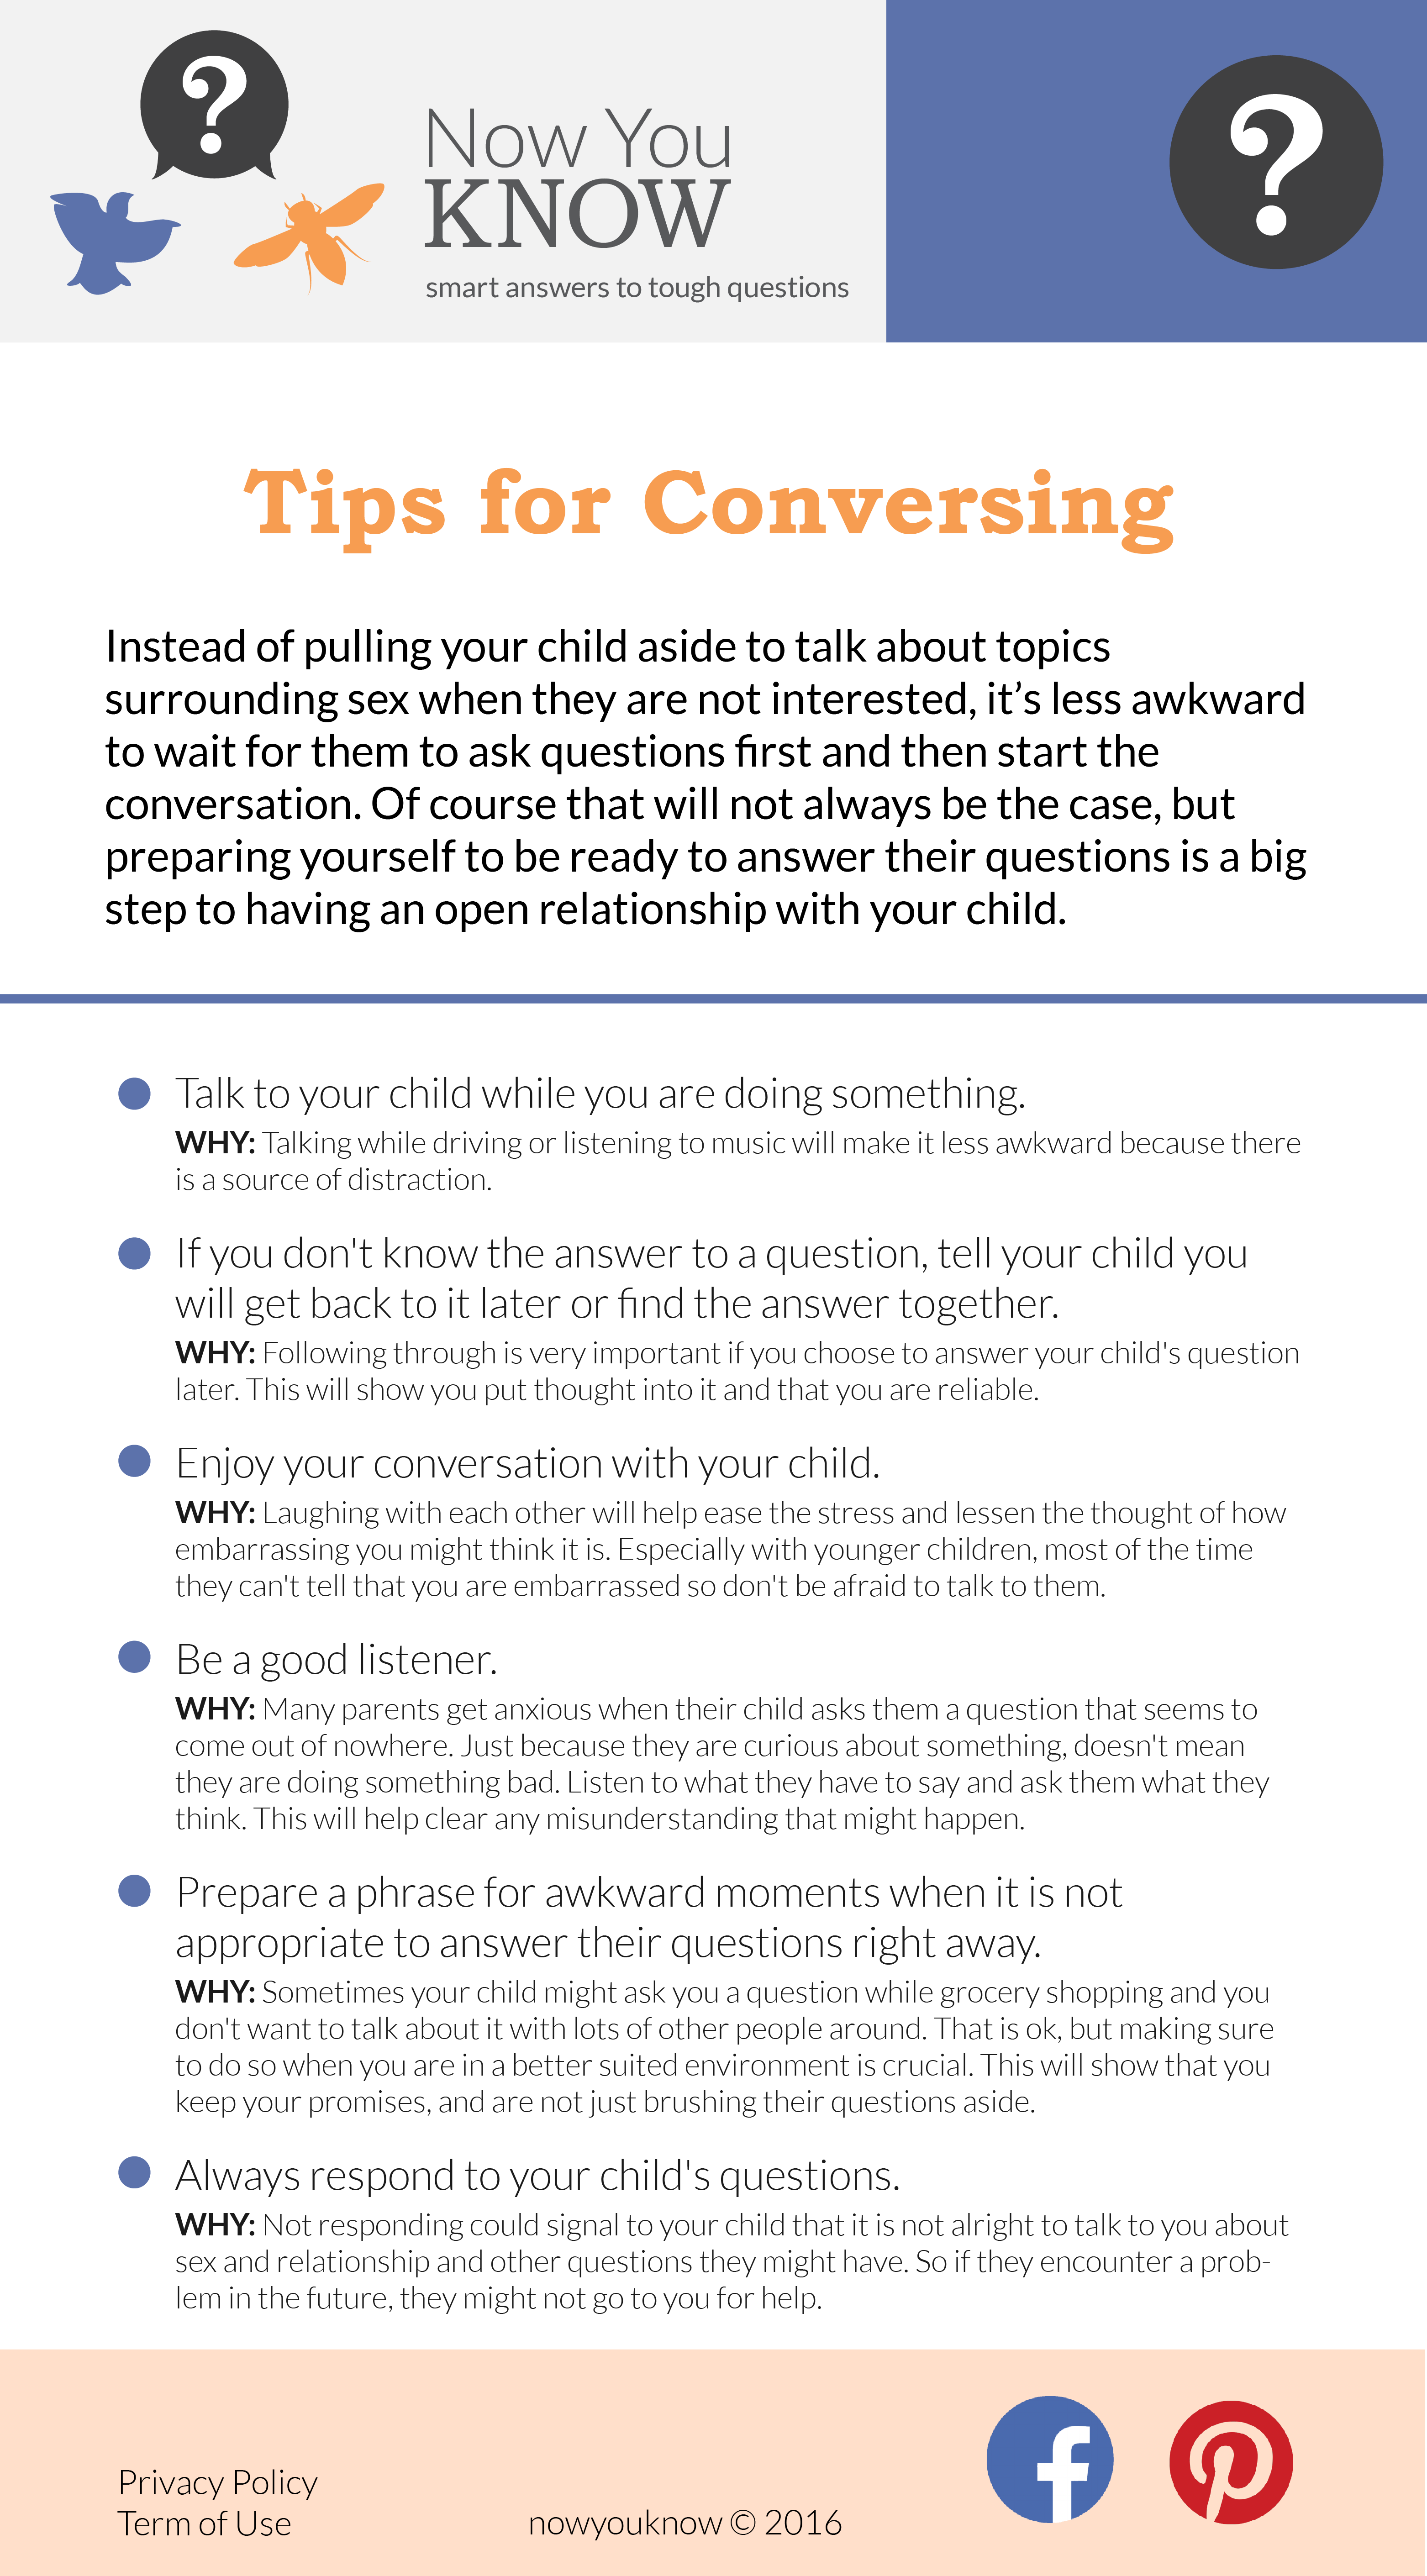 ?
?
Now You
KNOW
smart answers to tough questions
Tips for Conversing
Instead of pulling your child aside to talk about topics
surrounding sex when they are not interested, it’s less awkward
to wait for them to ask questions first and then start the
conversation. Of course that will not always be the case, but
preparing yourself to be ready to answer their questions is a big
step to having an open relationship with your child.
Talk to your child while you are doing something.
WHY: Talking while driving or listening to music will make it less awkward because there
is a source of distraction.
If you don't know the answer to a question, tell your child you
will get back to it later or find the answer together.
WHY: Following through is very important if you choose to answer your child's question
later. This will show you put thought into it and that you are reliable.
Enjoy your conversation with your child.
WHY: Laughing with each other will help ease the stress and lessen the thought of how
embarrassing you might think it is. Especially with younger children, most of the time
they can't tell that you are embarrassed so don't be afraid to talk to them.
Be a good listener.
WHY: Many parents get anxious when their child asks them a question that seems to
come out of nowhere. Just because they are curious about something, doesn't mean
they are doing something bad. Listen to what they have to say and ask them what they
think. This will help clear any misunderstanding that might happen.
Prepare a phrase for awkward moments when it is not
appropriate to answer their questions right away.
WHY: Sometimes your child might ask you a question while grocery shopping and you
don't want to talk about it with lots of other people around. That is ok, but making sure
to do so when you are in a better suited environment is crucial. This will show that you
keep your promises, and are not just brushing their questions aside.
Always respond to your child's questions.
WHY: Not responding could signal to your child that it is not alright to talk to you about
sex and relationship and other questions they might have. So if they encounter a prob-
lem in the future, they might not go to you for help.
Privacy Policy
Term of Use
nowyouknow © 2016